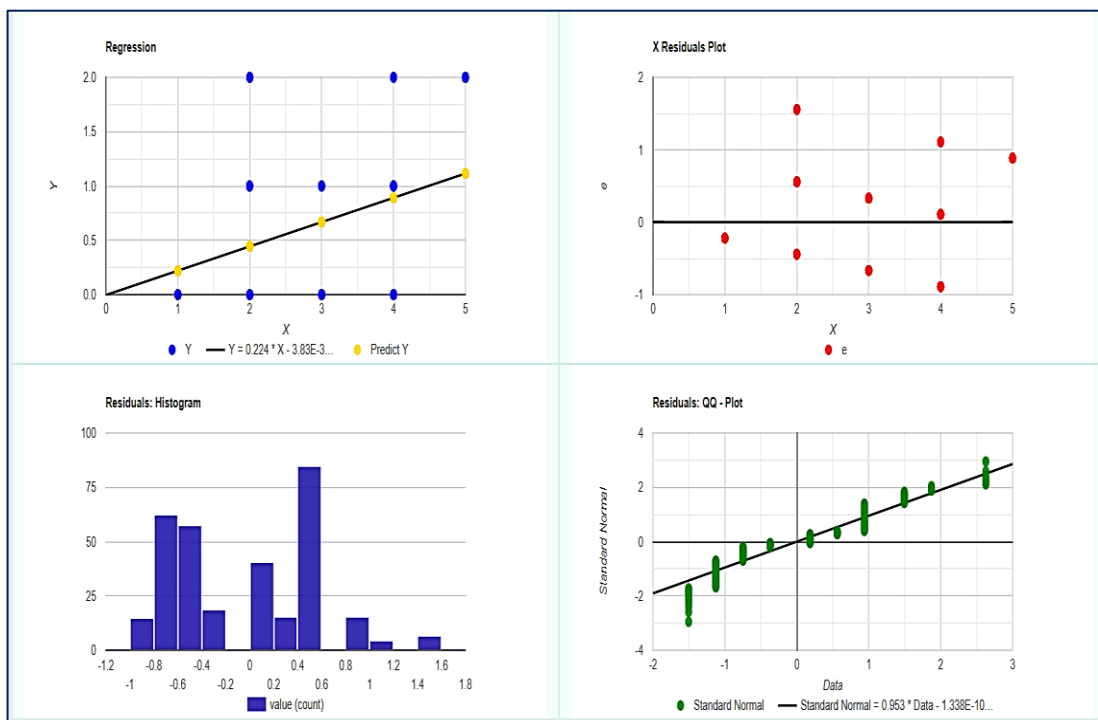 Regression
2.0
1.5
Y
1.0
0.5
0.0
0 1 2 3 4 5
X
Y Y = 0.224 * X - 3.83E-3... Predict Y
X Residuals Plot
2
1
e
0
-1
0 1 2 3 4 5
X
e
Residuals: Histogram
100
75
50
25
0
-1.2 -0.8 -0.4 0 0.4 0.8 1.2 1.8
-1 -0.6 -0.2 0.2 0.6 1 1.4
value (count)
Residuals: QQ - Plot
4
2
Standard Normal
0
-2
-4
-2 -1 0 1 2 3
Data
Standard Normal Standard Normal = 0.953 * Data - 1.338E-10...